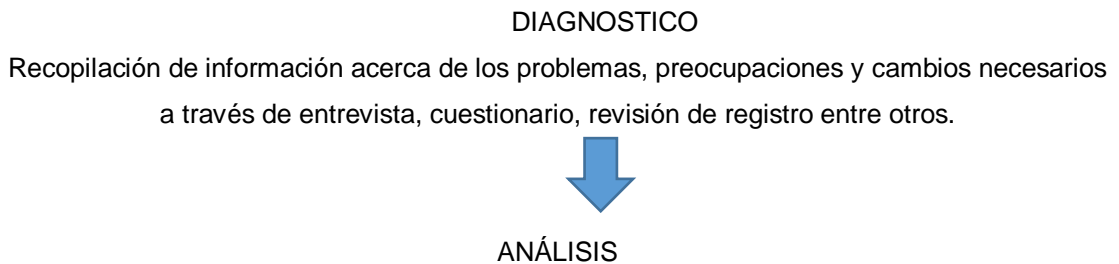 DIAGNOSTICO
Recopilación de información acerca de los problemas, preocupaciones y cambios necesarios
a través de entrevista, cuestionario, revisión de registro entre otros.
ANÁLISIS